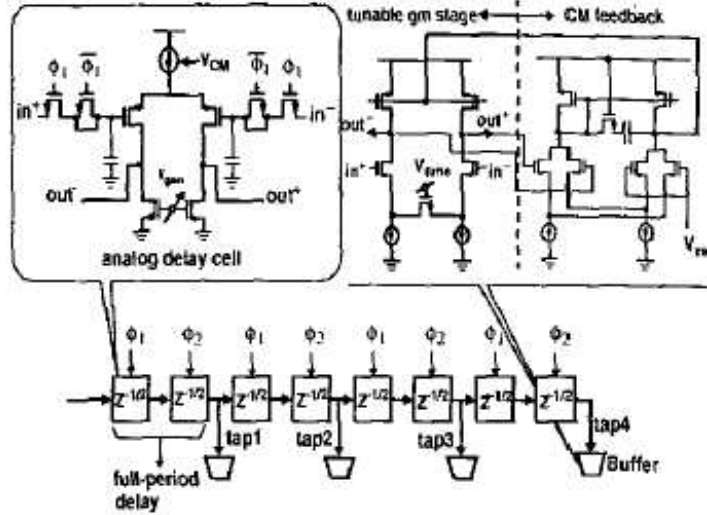 tunable gm stage CM feedback
Φ1 Φ̅1 VCM Φ̅1 Φ1
in+ in-
out- out+
in+ Vtune in-
out- Vgain out+
analog delay cell
Φ1 Φ2 Φ1 Φ2 Φ1 Φ2 Φ1 Φ2
Z-1/2 Z-1/2 Z-1/2 Z-1/2 Z-1/2 Z-1/2 Z-1/2 Z-1/2
tap1 tap2 tap3 tap4
full-period
delay
Buffer